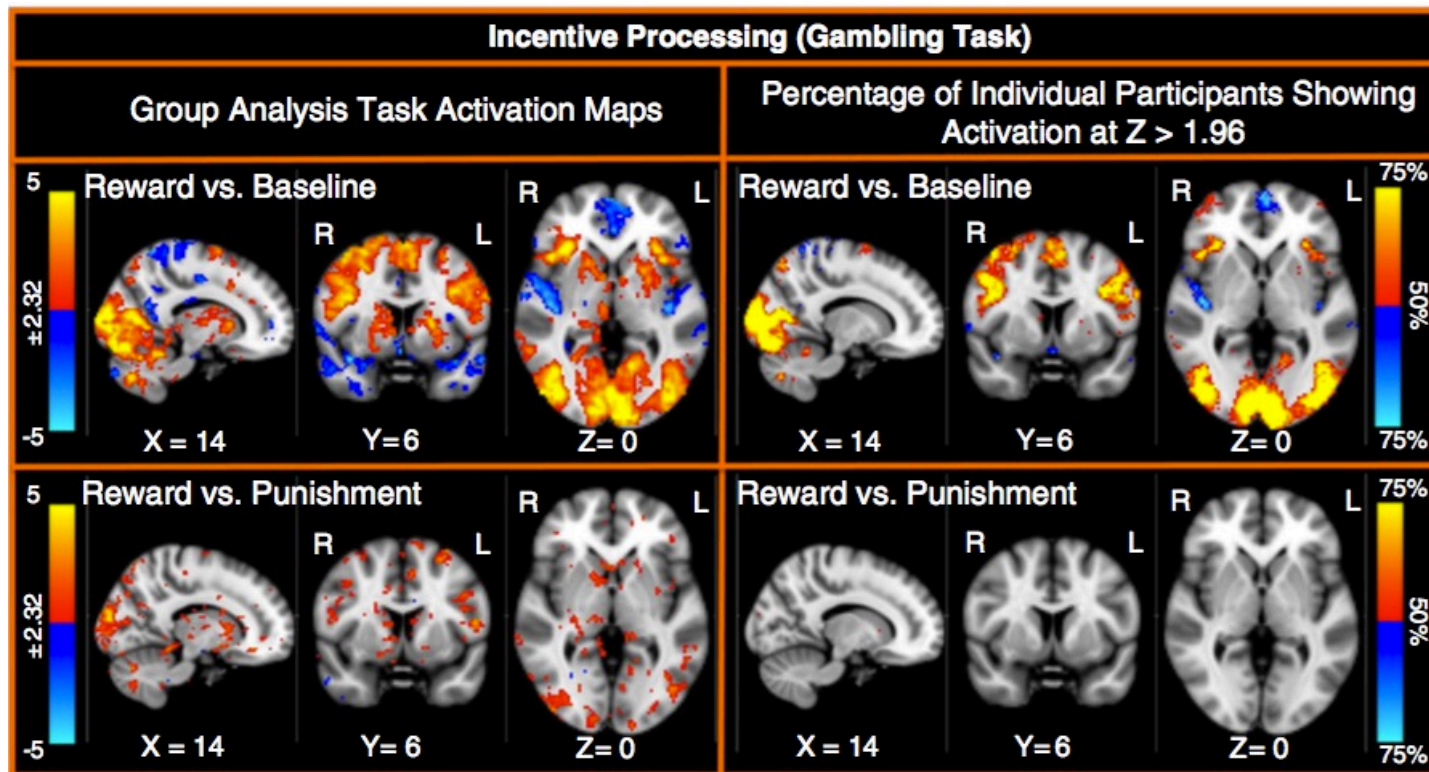 Incentive Processing (Gambling Task)
Group Analysis Task Activation Maps
Percentage of Individual Participants Showing
Activation at Z > 1.96
5
Reward vs. Baseline
R
L
R
L
±2.32
-5
X = 14
Y=6
Z= 0
Reward vs. Baseline
R
L
R
L
75%
50%
75%
X = 14
Y=6
Z= 0
5
Reward vs. Punishment
R
L
R
L
±2.32
-5
X = 14
Y=6
Z= 0
Reward vs. Punishment
R
L
R
L
75%
50%
75%
X = 14
Y=6
Z= 0